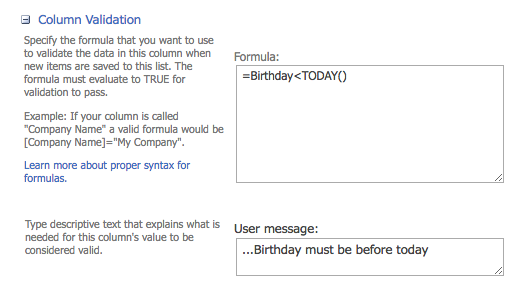 Column Validation
Specify the formula that you want to use
to validate the data in this column when
new items are saved to this list. The
formula must evaluate to TRUE for
validation to pass.
Example: If your column is called
"Company Name" a valid formula would be
[Company Name]="My Company".
Learn more about proper syntax for
formulas.
Formula:
=Birthday<TODAY()
Type descriptive text that explains what is
needed for this column's value to be
considered valid.
User message:
...Birthday must be before today